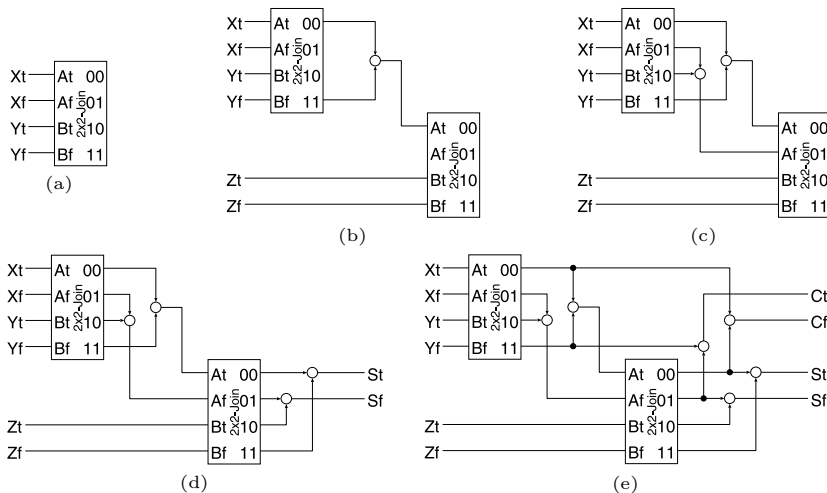 Xt At 00
Xf Af 01
Yt Bt 10
Yf Bf 11
2x2-Join
(a)
Xt At 00
Xf Af 01
Yt Bt 10
Yf Bf 11
2x2-Join
At 00
Af 01
Zt Bt 10
Zf Bf 11
2x2-Join
(b)
Xt At 00
Xf Af 01
Yt Bt 10
Yf Bf 11
2x2-Join
At 00
Af 01
Zt Bt 10
Zf Bf 11
2x2-Join
(c)
Xt At 00
Xf Af 01
Yt Bt 10
Yf Bf 11
2x2-Join
At 00 St
Af 01 Sf
Zt Bt 10
Zf Bf 11
2x2-Join
(d)
Xt At 00
Xf Af 01 Ct
Yt Bt 10 Cf
Yf Bf 11
2x2-Join
At 00 St
Af 01 Sf
Zt Bt 10
Zf Bf 11
2x2-Join
(e)